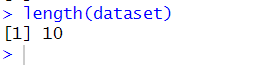 > length(dataset)
[1] 10
>